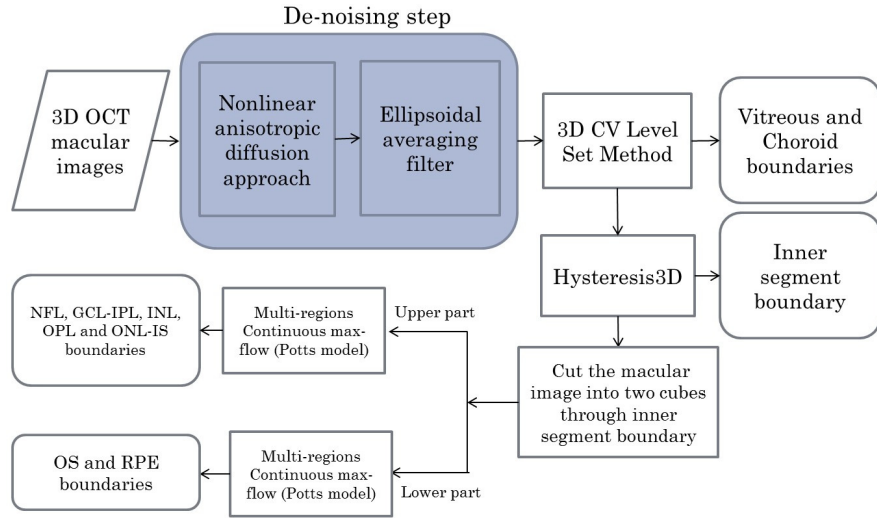 De-noising step
3D OCT
macular
images
Nonlinear
anisotropic
diffusion
approach
Ellipsoidal
averaging
filter
3D CV Level
Set Method
Vitreous and
Choroid
boundaries
Hysteresis3D
Inner
segment
boundary
Cut the macular
image into two cubes
through inner
segment boundary
Upper part
Multi-regions
Continuous max-
flow (Potts model)
NFL, GCL-IPL, INL,
OPL and ONL-IS
boundaries
Lower part
Multi-regions
Continuous max-
flow (Potts model)
OS and RPE
boundaries